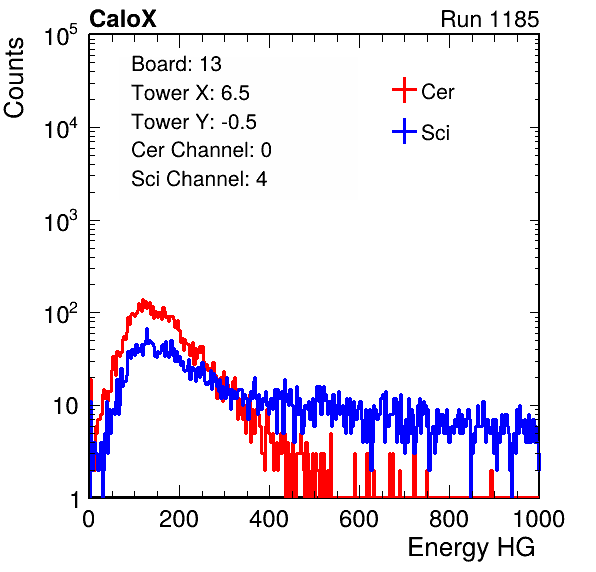 CaloX Run 1185
Counts
10^5
10^4
10^3
10^2
10
1
Board: 13
Tower X: 6.5
Tower Y: -0.5
Cer Channel: 0
Sci Channel: 4
Cer
Sci
0 200 400 600 800 1000
Energy HG